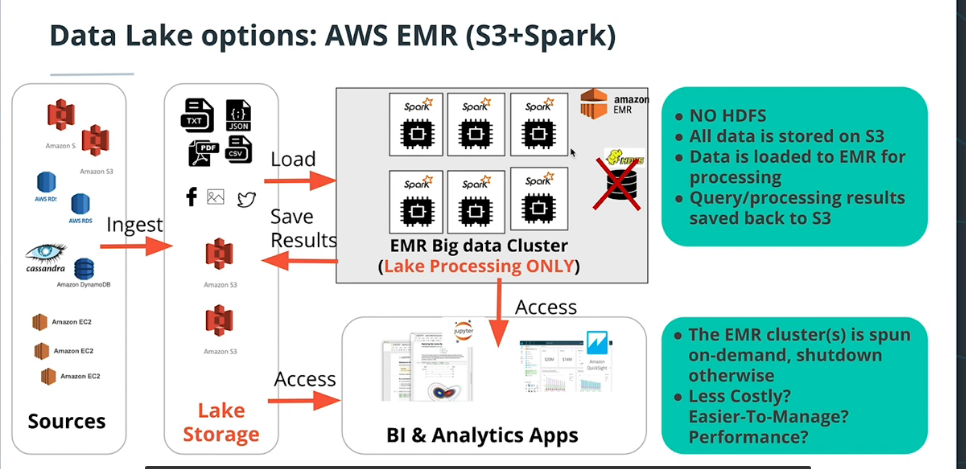 Data Lake options: AWS EMR (S3+Spark)
Amazon S
Amazon S3
AWS RD
AWS RDS
cassandra
Amazon DynamoDB
Amazon EC2
Amazon EC2
Amazon EC2
Sources
Ingest
TXT
{;}
JSON
PDF
CSV
Amazon S3
Amazon S3
Lake
Storage
Load
Save
Results
Access
Spark
Spark
Spark
Spark
Spark
Spark
amazon
EMR
EMR Big data Cluster
(Lake Processing ONLY)
Access
jupyter
Amazon
QuickSight
BI & Analytics Apps
• NO HDFS
• All data is stored on S3
• Data is loaded to EMR for
processing
• Query/processing results
saved back to S3
• The EMR cluster(s) is spun
on-demand, shutdown
otherwise
• Less Costly?
Easier-To-Manage?
Performance?